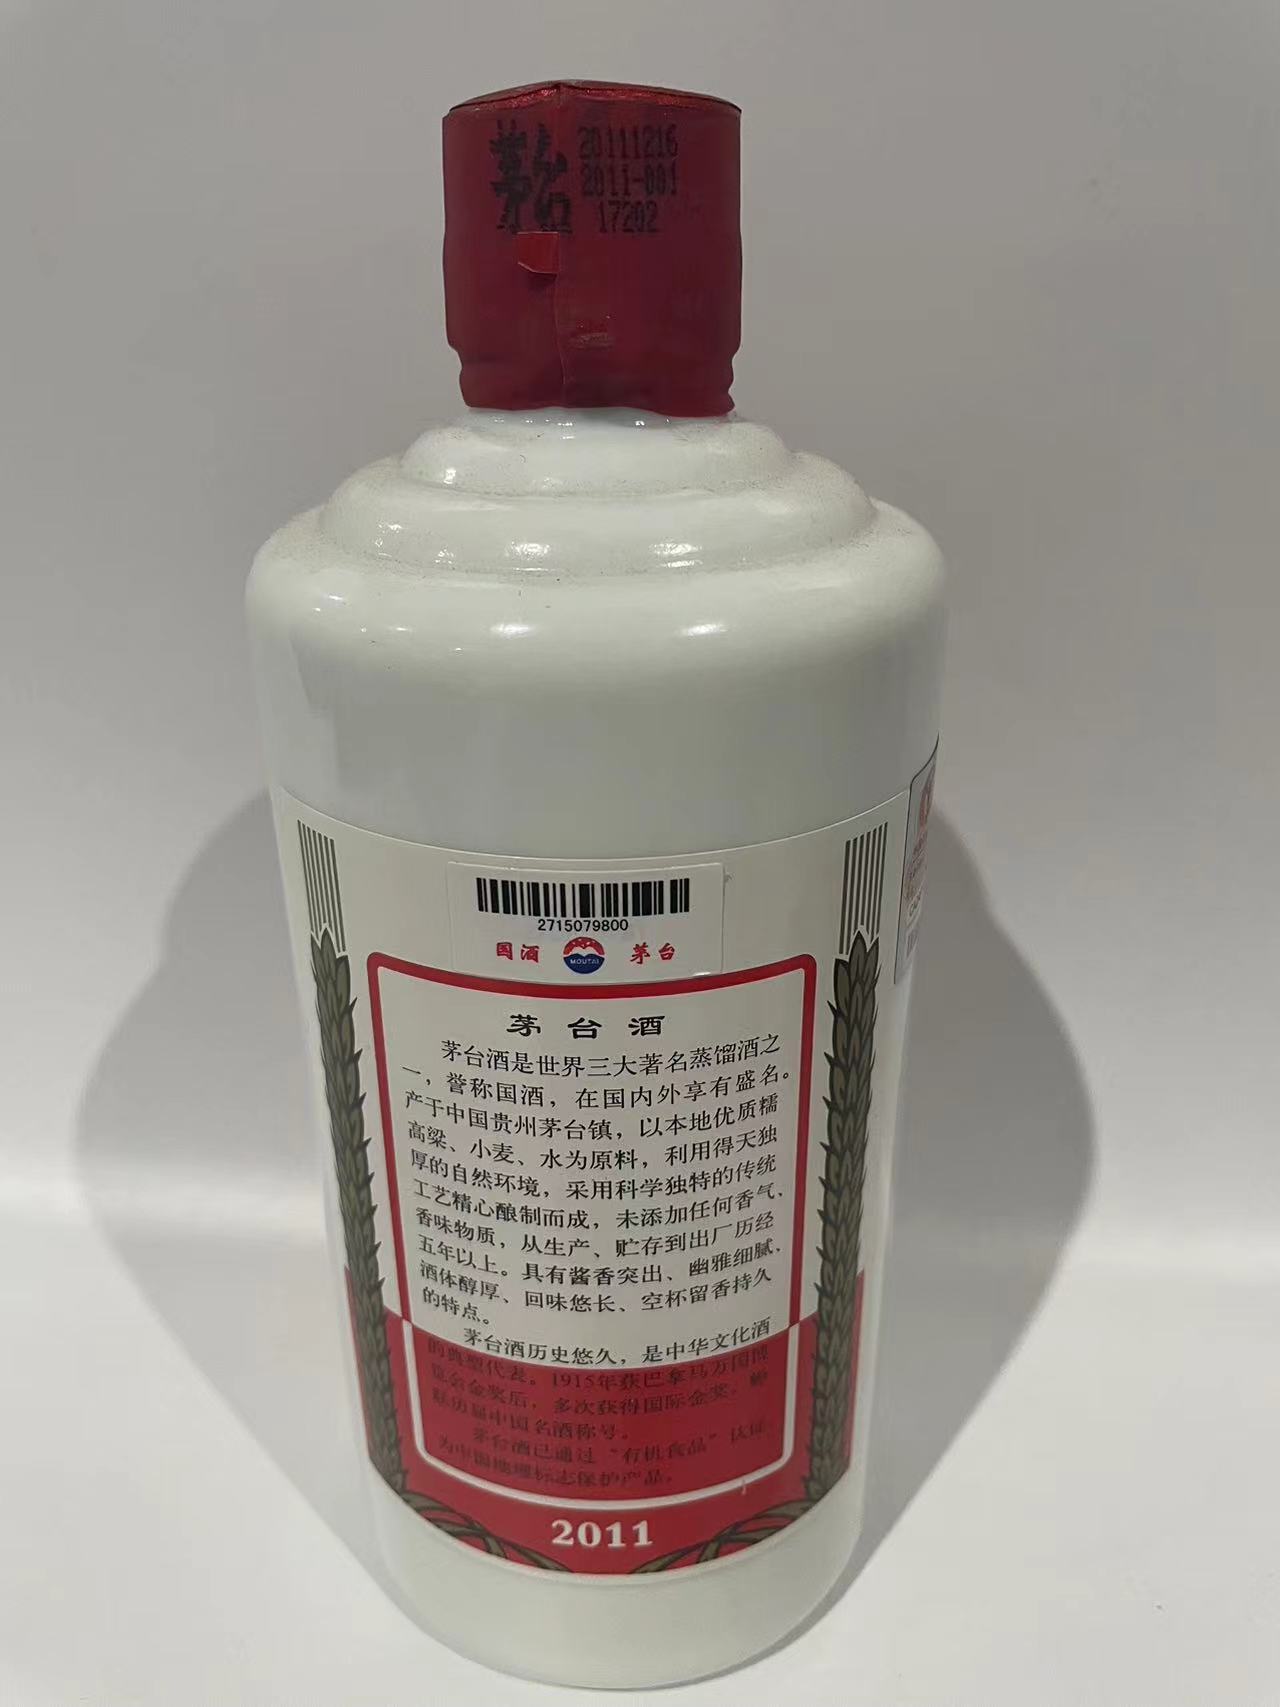 茅台
20111216
2011-001
17202
2715079800
国酒 MOUTAI 茅台
茅台酒
茅台酒是世界三大著名蒸馏酒之
一，誉称国酒，在国内外享有盛名。
产于中国贵州茅台镇，以本地优质糯
高粱、小麦、水为原料，利用得天独
厚的自然环境，采用科学独特的传统
工艺精心酿制而成，未添加任何香气、
香味物质，从生产、贮存到出厂历经
五年以上。具有酱香突出、幽雅细腻、
酒体醇厚、回味悠长、空杯留香持久
的特点。
茅台酒历史悠久，是中华文化酒
的典型代表。1915年获巴拿马万国博
览会金奖后，多次获得国际金奖，蝉
联历届中国名酒称号。
茅台酒已通过“有机食品”认证，
为中国地理标志保护产品。
2011